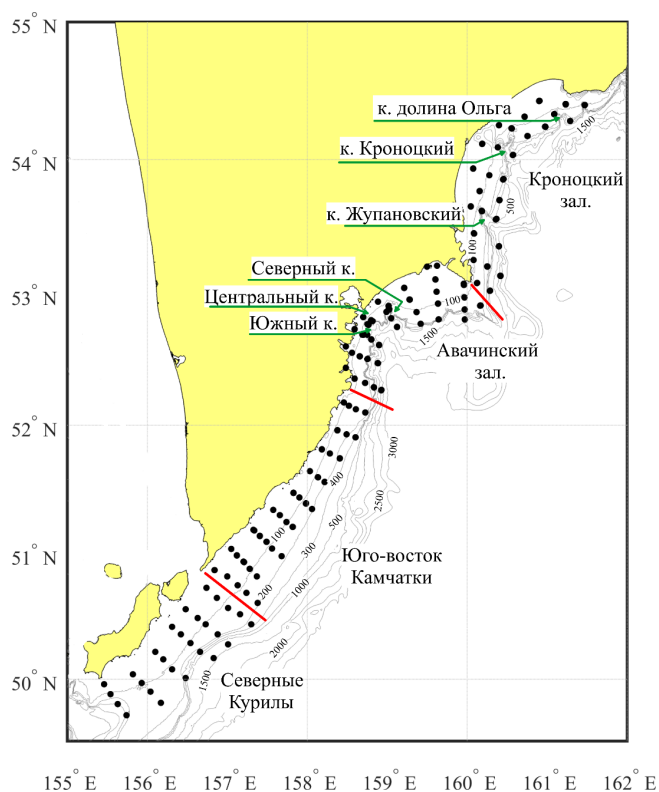 55° N
к. долина Ольга
1500
54° N
к. Кроноцкий
Кроноцкий
зал.
500
к. Жупановский
100
Северный к.
53° N
Центральный к.
100
Южный к.
1500
Авачинский
зал.
52° N
3000
400
2500
500
100
51° N
300
Юго-восток
Камчатки
200
1000
2000
50° N
1500
Северные
Курилы
155° E 156° E 157° E 158° E 159° E 160° E 161° E 162° E